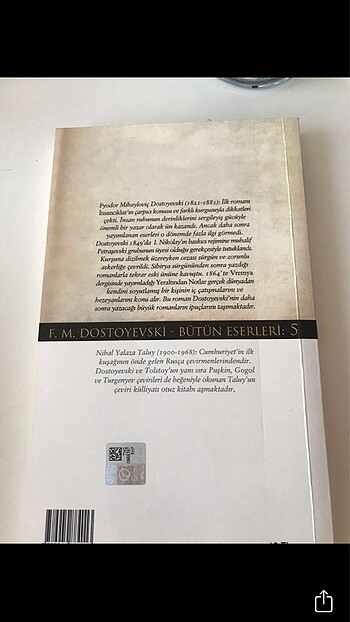 Fyodor Mihayloviç Dostoyevski (1821-1881): İlk romanı
İnsancıklar'ın çarpıcı konusu ve farklı kurgusuyla dikkatleri
çekti. İnsan ruhunun derinliklerini sergileyiş gücüyle
önemli bir yazar olarak ün kazandı. Ancak daha sonra
yayımlanan eserleri o dönemde fazla ilgi görmedi.
Dostoyevski 1849'da I. Nikolay'ın baskıcı rejimine muhalif
Petraşevski grubunun üyesi olduğu gerekçesiyle tutuklandı.
Kurşuna dizilmek üzereyken cezası sürgün ve zorunlu
askerliğe çevrildi. Sibirya sürgününden sonra yazdığı
romanlarla tekrar eski ününe kavuştu. 1864'te Vremya
dergisinde yayımladığı Yeraltından Notlar gerçek dünyadan
kendini soyutlamış bir kişinin iç çatışmalarını ve
hezeyanlarını konu alır. Bu roman Dostoyevski'nin daha
sonra yazacağı büyük romanların ipuçlarını taşımaktadır.
F. M. DOSTOYEVSKİ - BÜTÜN ESERLERİ: 5
Nihal Yalaza Taluy (1900-1968): Cumhuriyet'in ilk
kuşağının önde gelen Rusça çevirmenlerindendir.
Dostoyevski ve Tolstoy'un yanı sıra Puşkin, Gogol
ve Turgenyev çevirileri de beğeniyle okunan Taluy'un
çeviri külliyatı otuz kitabı aşmaktadır.